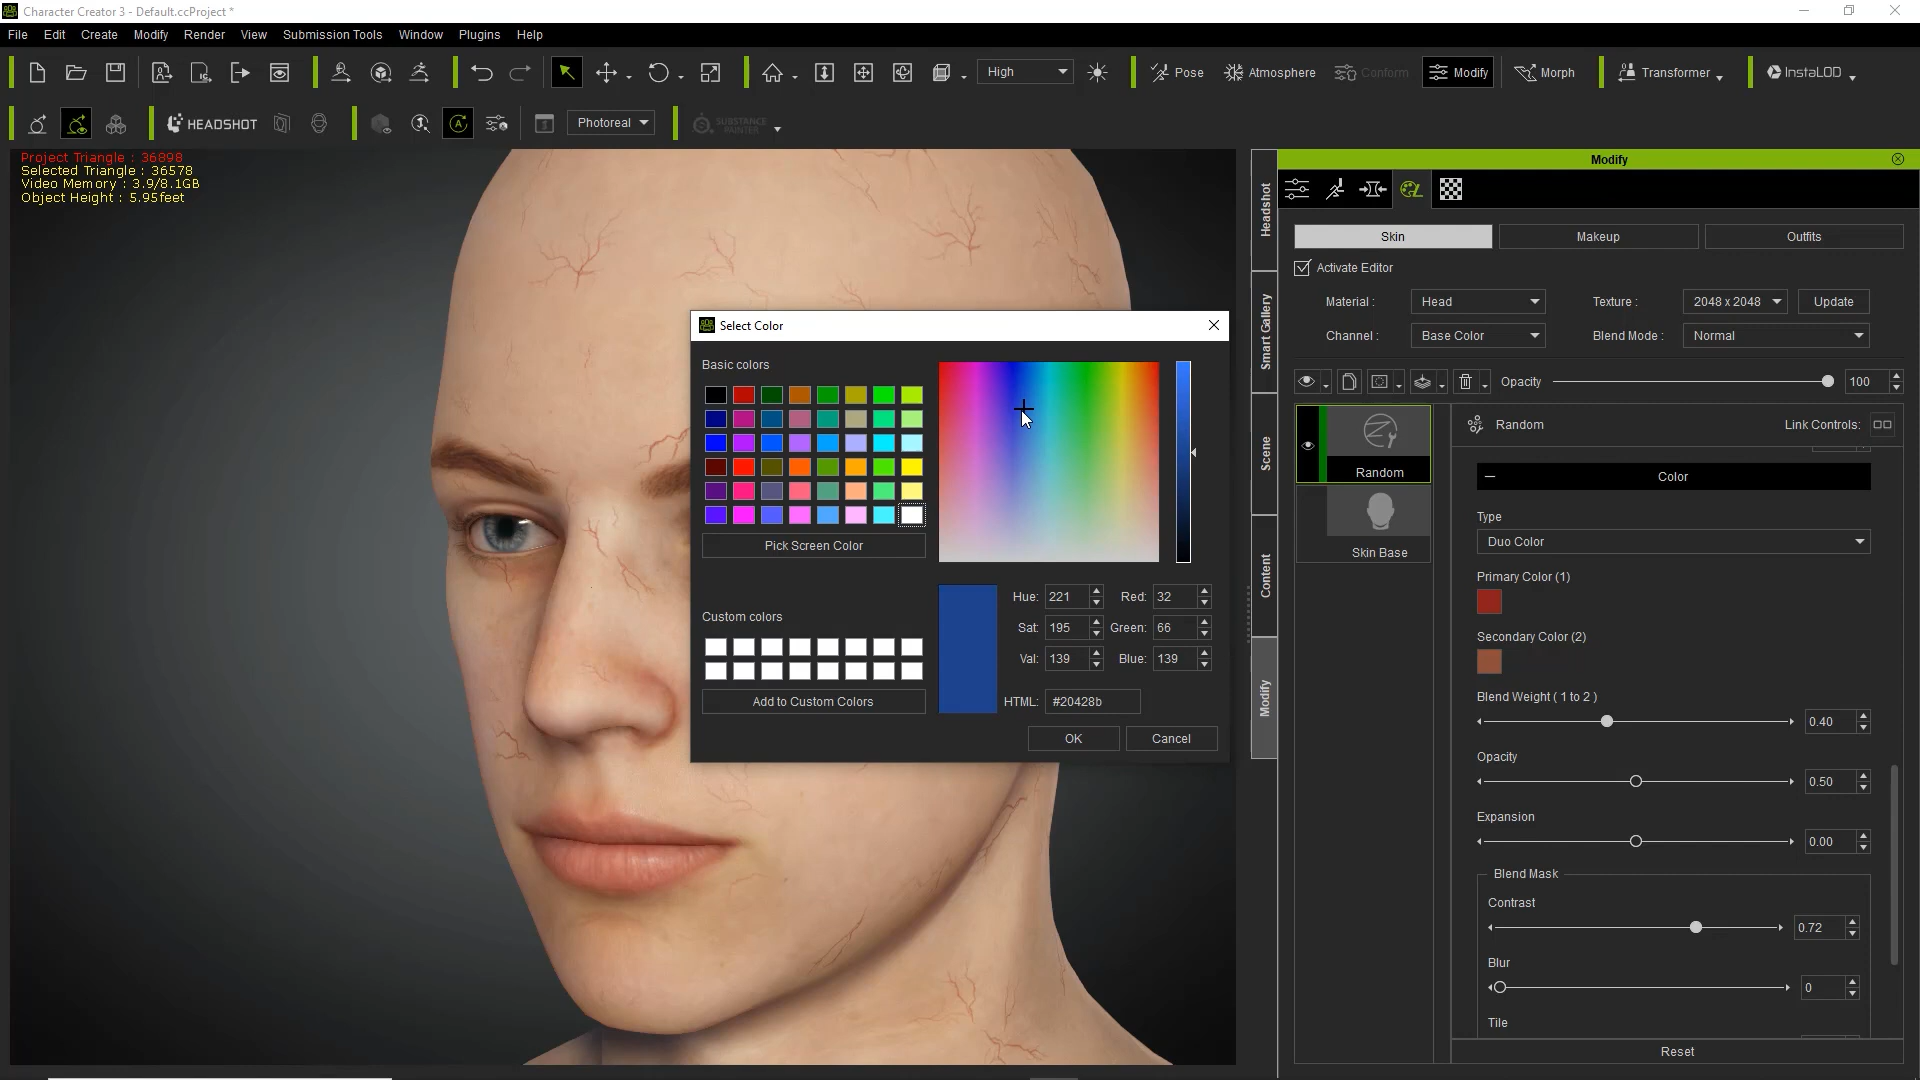 Character Creator 3 - Default.ccProject *
File Edit Create Modify Render View Submission Tools Window Plugins Help
High Pose Atmosphere Conform Modify Morph Transformer InstaLOD
HEADSHOT Photoreal SUBSTANCE PAINTER
Project Triangle : 36898
Selected Triangle : 36578
Video Memory : 3.9/8.1GB
Object Height : 5.95feet
Headshot
Smart Gallery
Scene
Content
Modify
Select Color
Basic colors
Pick Screen Color
Custom colors
Add to Custom Colors
Hue: 221 Red: 32
Sat: 195 Green: 66
Val: 139 Blue: 139
HTML: #20428b
OK Cancel
Modify
Skin Makeup Outfits
Activate Editor
Material : Head Texture : 2048 x 2048 Update
Channel : Base Color Blend Mode : Normal
Opacity 100
Random
Skin Base
Random Link Controls:
Color
Type
Duo Color
Primary Color (1)
Secondary Color (2)
Blend Weight ( 1 to 2 )
0.40
Opacity
0.50
Expansion
0.00
Blend Mask
Contrast
0.72
Blur
0
Tile
Reset